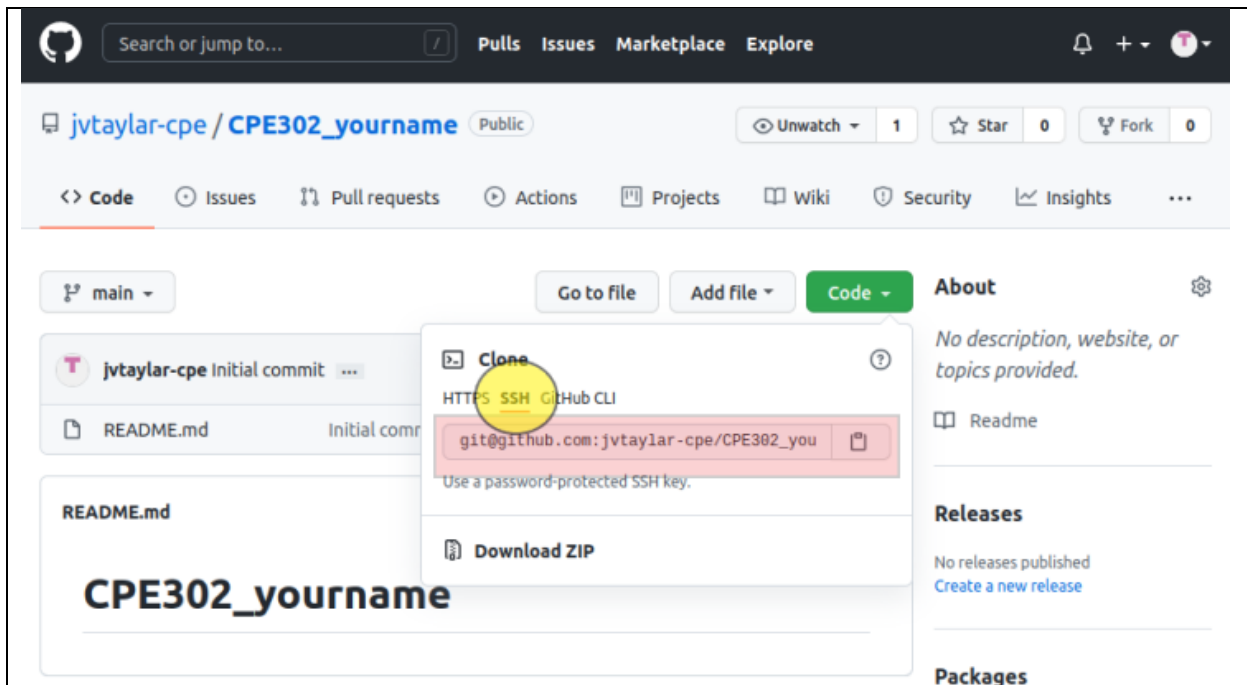 Search or jump to... / Pulls Issues Marketplace Explore
jvtaylar-cpe / CPE302_yourname Public Unwatch 1 Star 0 Fork 0
<> Code Issues Pull requests Actions Projects Wiki Security Insights ...
main Go to file Add file Code
T jvtaylar-cpe Initial commit ...
README.md Initial comm
Clone
HTTPS SSH GitHub CLI
git@github.com:jvtaylar-cpe/CPE302_you
Use a password-protected SSH key.
Download ZIP
README.md
CPE302_yourname
About
No description, website, or
topics provided.
Readme
Releases
No releases published
Create a new release
Packages